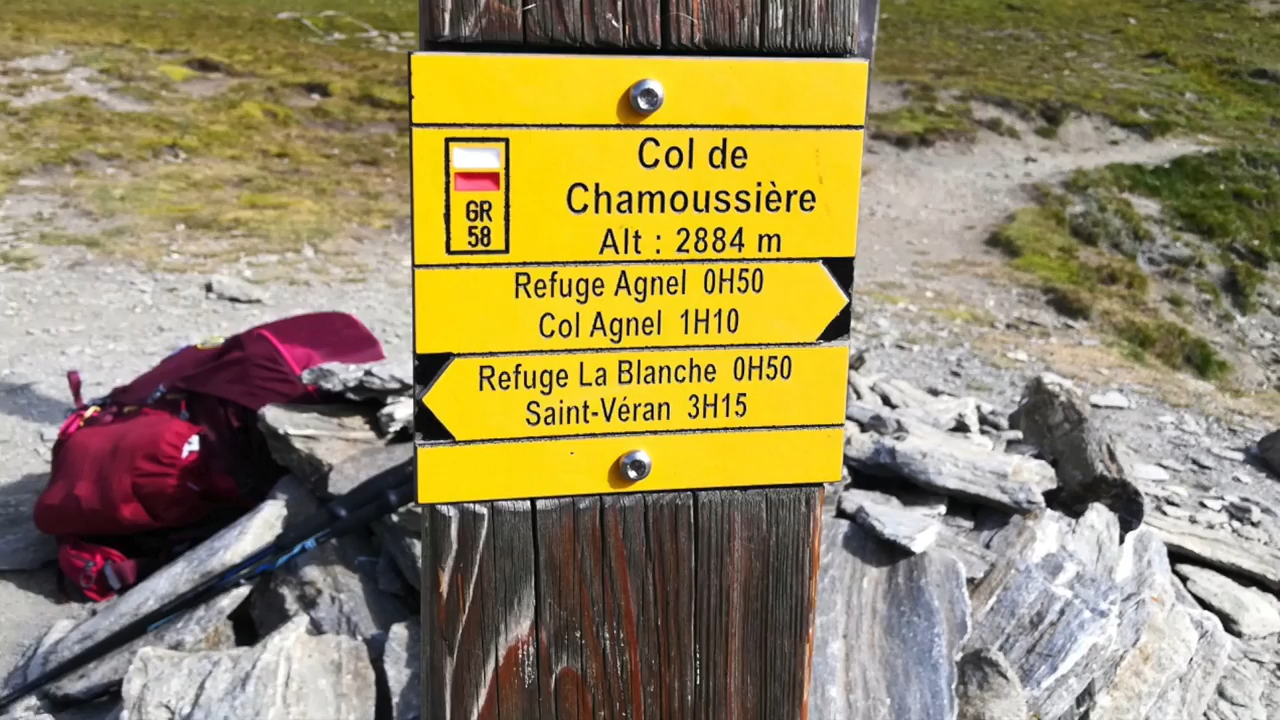 GR
58
Col de
Chamoussière
Alt : 2884 m
Refuge Agnel 0H50
Col Agnel 1H10
Refuge La Blanche 0H50
Saint-Véran 3H15